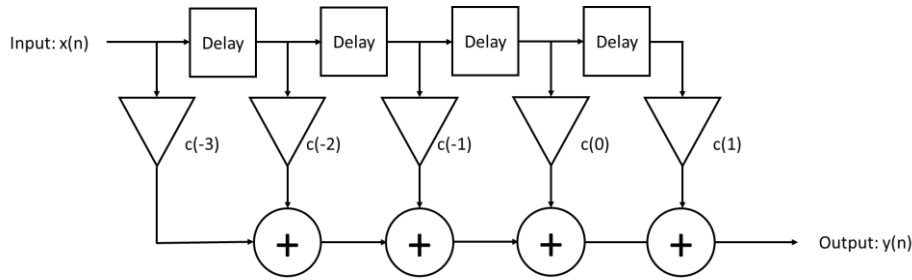 Input: x(n)
Delay
Delay
Delay
Delay
c(-3)
c(-2)
c(-1)
c(0)
c(1)
+
+
+
+
Output: y(n)